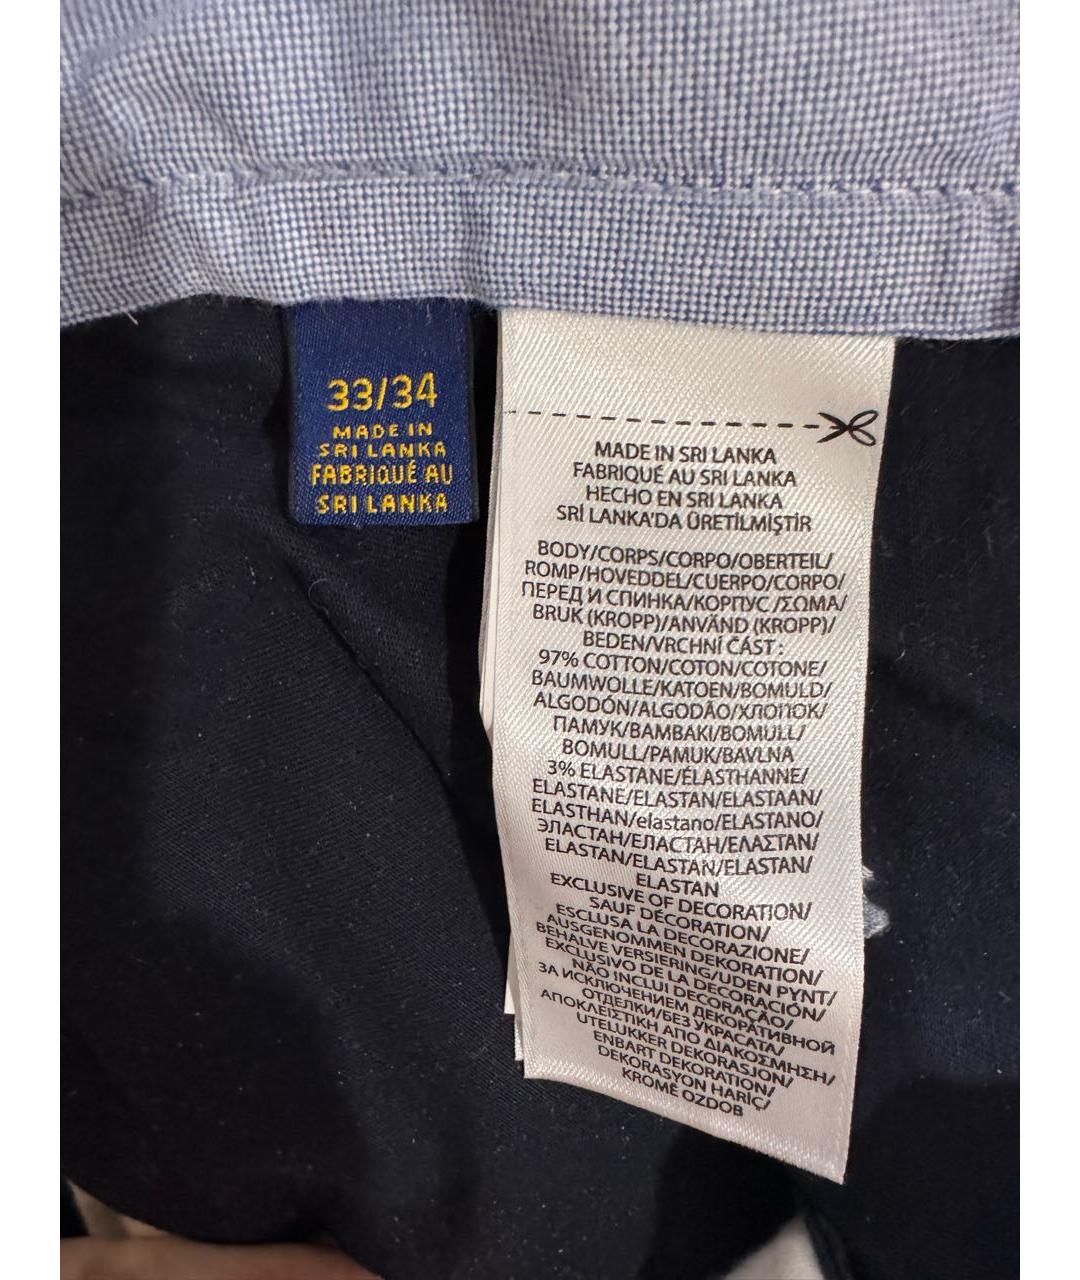 33/34
MADE IN
SRI LANKA
FABRIQUÉ AU
SRI LANKA
MADE IN SRI LANKA
FABRIQUÉ AU SRI LANKA
HECHO EN SRI LANKA
SRİ LANKA'DA ÜRETİLMİŞTİR
BODY/CORPS/CORPO/OBERTEIL/
ROMP/HOVEDDEL/CUERPO/CORPO/
ПЕРЕД И СПИНКА/КОРПУС /ΣΩΜΑ/
BRUK (KROPP)/ANVÄND (KROPP)/
BEDEN/VRCHNÍ ČÁST :
97% COTTON/COTON/COTONE/
BAUMWOLLE/KATOEN/BOMULD/
ALGODÓN/ALGODÃO/ХЛОПОК/
ПАМУК/ΒΑΜΒΑΚΙ/BOMULL/
BOMULL/PAMUK/BAVLNA
3% ELASTANE/ÉLASTHANNE/
ELASTANE/ELASTAN/ELASTAAN/
ELASTHAN/elastano/ELASTANO/
ЭЛАСТАН/ЕЛАСТАН/ΕΛΑΣΤΑΝ/
ELASTAN/ELASTAN/ELASTAN/
ELASTAN
EXCLUSIVE OF DECORATION/
SAUF DÉCORATION/
ESCLUSA LA DECORAZIONE/
AUSGENOMMEN DEKORATION/
BEHALVE VERSIERING/UDEN PYNT/
EXCLUSIVO DE LA DECORACIÓN/
NÃO INCLUI DECORAÇÃO/
ЗА ИСКЛЮЧЕНИЕМ ДЕКОРАТИВНОЙ
ОТДЕЛКИ/БЕЗ УКРАСАТА/
ΑΠΟΚΛΕΙΣΤΙΚΗ ΑΠΟ ΔΙΑΚΟΣΜΗΣΗ/
UTELUKKER DEKORASJON/
ENBART DEKORATION/
DEKORASYON HARİÇ/
KROMĚ OZDOB